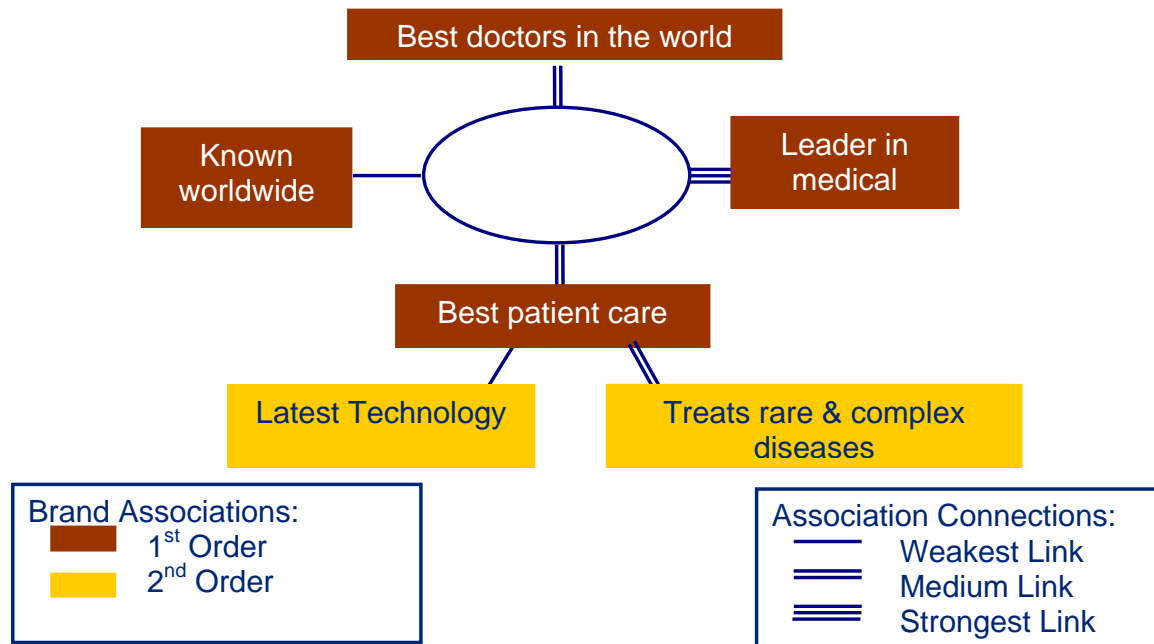 Best doctors in the world
Known
worldwide
Leader in
medical
Best patient care
Latest Technology
Treats rare & complex
diseases
Brand Associations:
1st Order
2nd Order
Association Connections:
Weakest Link
Medium Link
Strongest Link